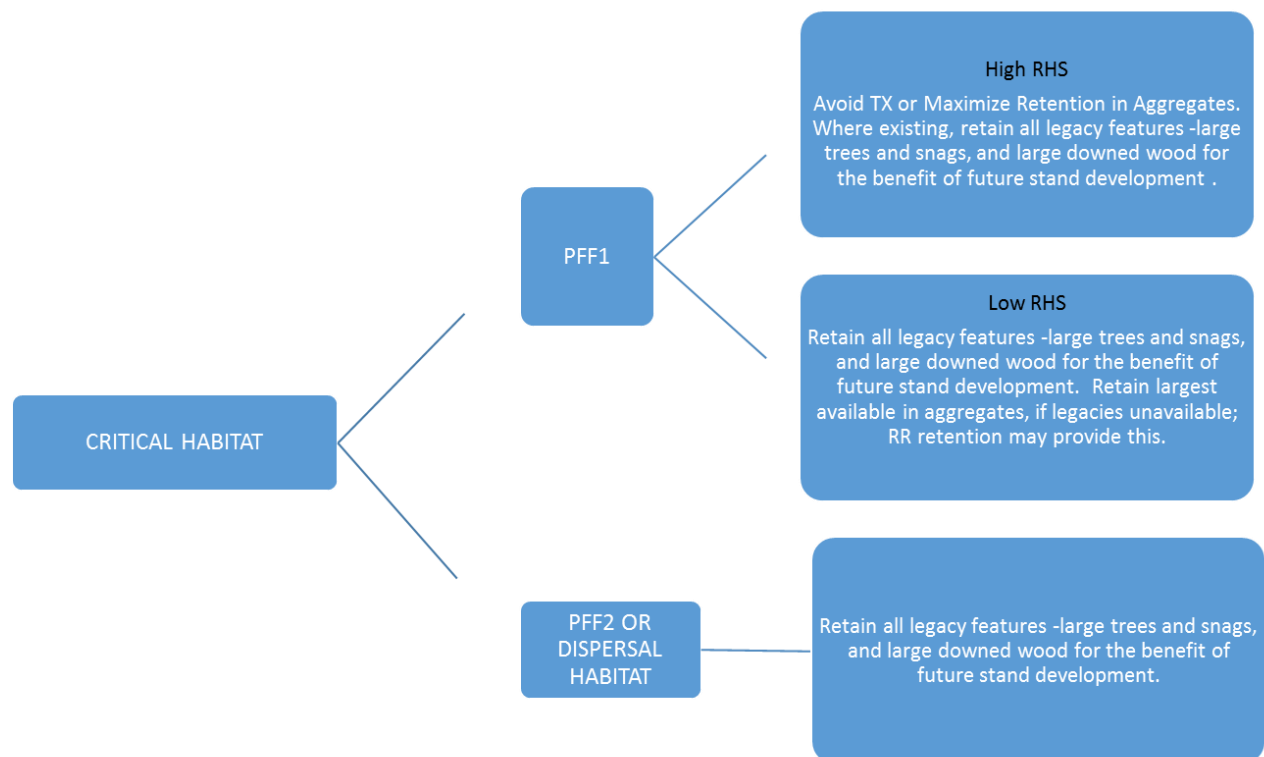 High RHS
Avoid TX or Maximize Retention in Aggregates.
Where existing, retain all legacy features -large
trees and snags, and large downed wood for
the benefit of future stand development .
PFF1
Low RHS
Retain all legacy features -large trees and snags,
and large downed wood for the benefit of
future stand development.  Retain largest
available in aggregates, if legacies unavailable;
RR retention may provide this.
CRITICAL HABITAT
PFF2 OR
DISPERSAL
HABITAT
Retain all legacy features -large trees and snags,
and large downed wood for the benefit of
future stand development.